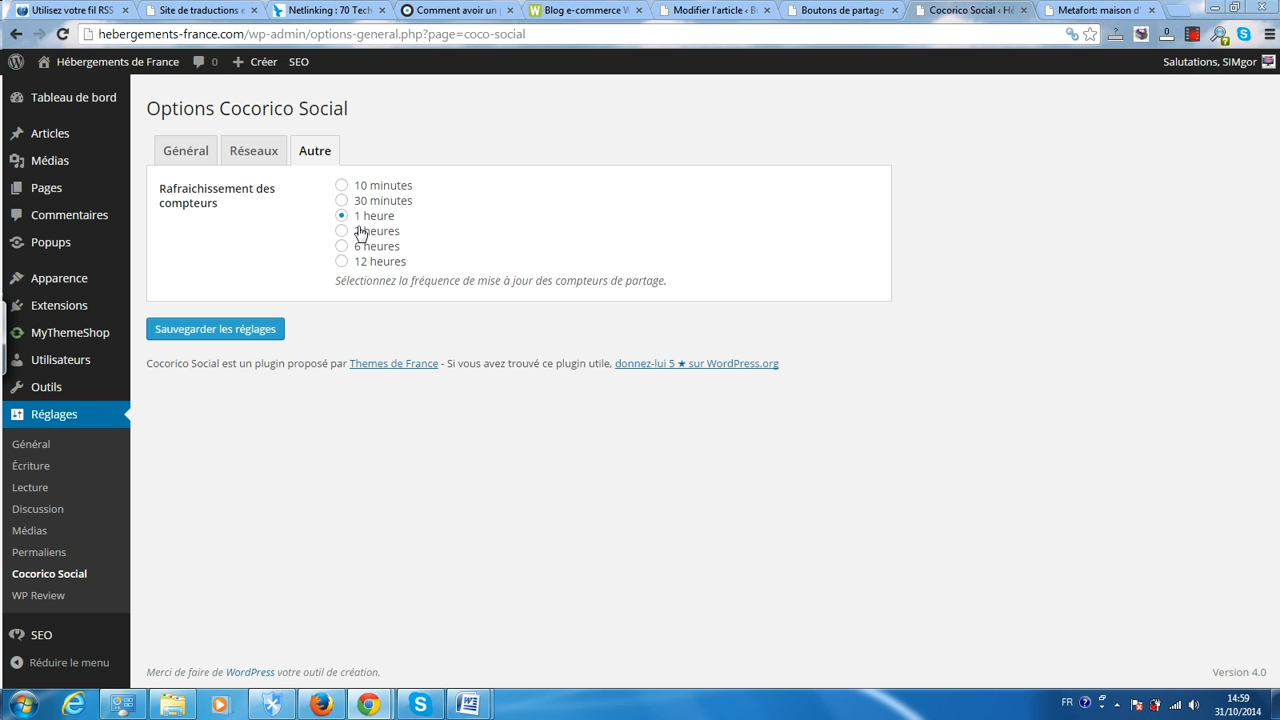 Utilisez votre fil RSS
Site de traductions e
Netlinking : 70 Tech
Comment avoir un
Blog e-commerce W
Modifier l'article ‹ B
Boutons de partage
Cocorico Social ‹ Hé
Metafort: maison d'
hebergements-france.com/wp-admin/options-general.php?page=coco-social
Hébergements de France
0
Créer
SEO
Salutations, SIMgor
Tableau de bord
Articles
Médias
Pages
Commentaires
Popups
Apparence
Extensions
MyThemeShop
Utilisateurs
Outils
Réglages
Général
Écriture
Lecture
Discussion
Médias
Permaliens
Cocorico Social
WP Review
SEO
Réduire le menu
Options Cocorico Social
Général
Réseaux
Autre
Rafraichissement des
compteurs
10 minutes
30 minutes
1 heure
heures
6 heures
12 heures
Sélectionnez la fréquence de mise à jour des compteurs de partage.
Sauvegarder les réglages
Cocorico Social est un plugin proposé par Themes de France - Si vous avez trouvé ce plugin utile, donnez-lui 5 ★ sur WordPress.org
Merci de faire de WordPress votre outil de création.
Version 4.0
FR
14:59
31/10/2014